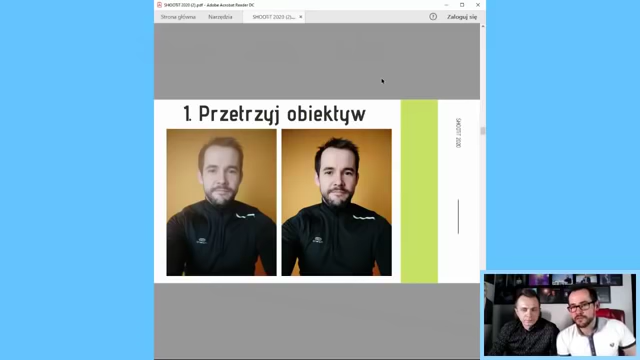 SHOOT 2020 (2).pdf - Adobe Acrobat Reader DC
Strona główna
Narzędzia
SHOOT 2020 (2)....
Zaloguj się
1. Przetrzyj obiektyw
SHOOT 2020